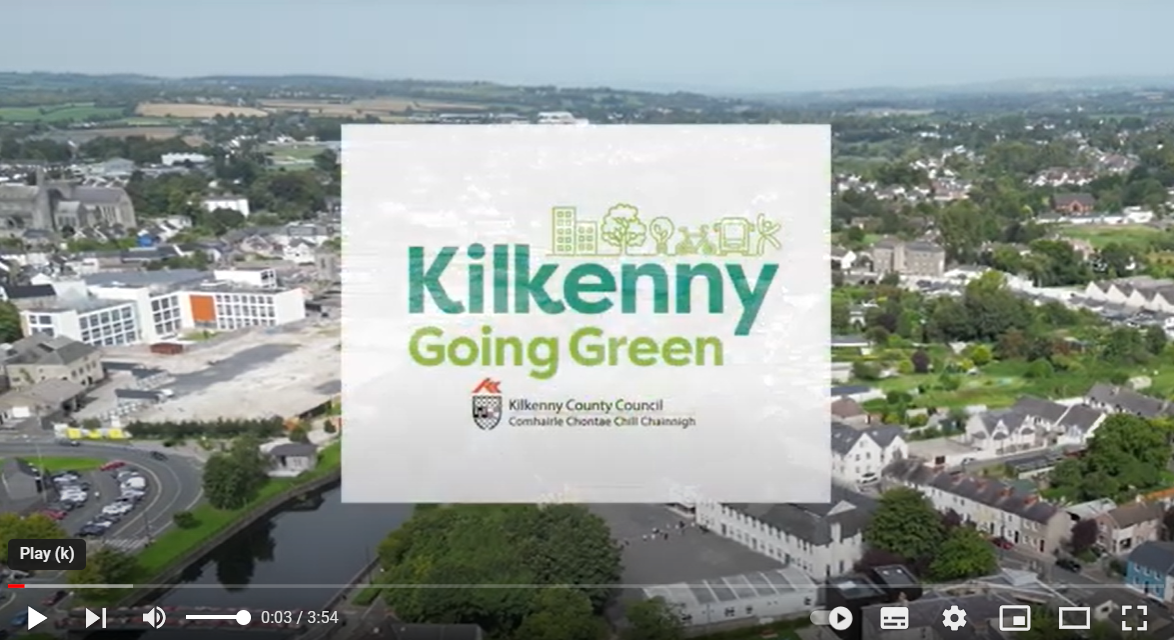 Kilkenny
Going Green
Kilkenny County Council
Comhairle Chontae Chill Chainnigh
Play (k)
0:03 / 3:54